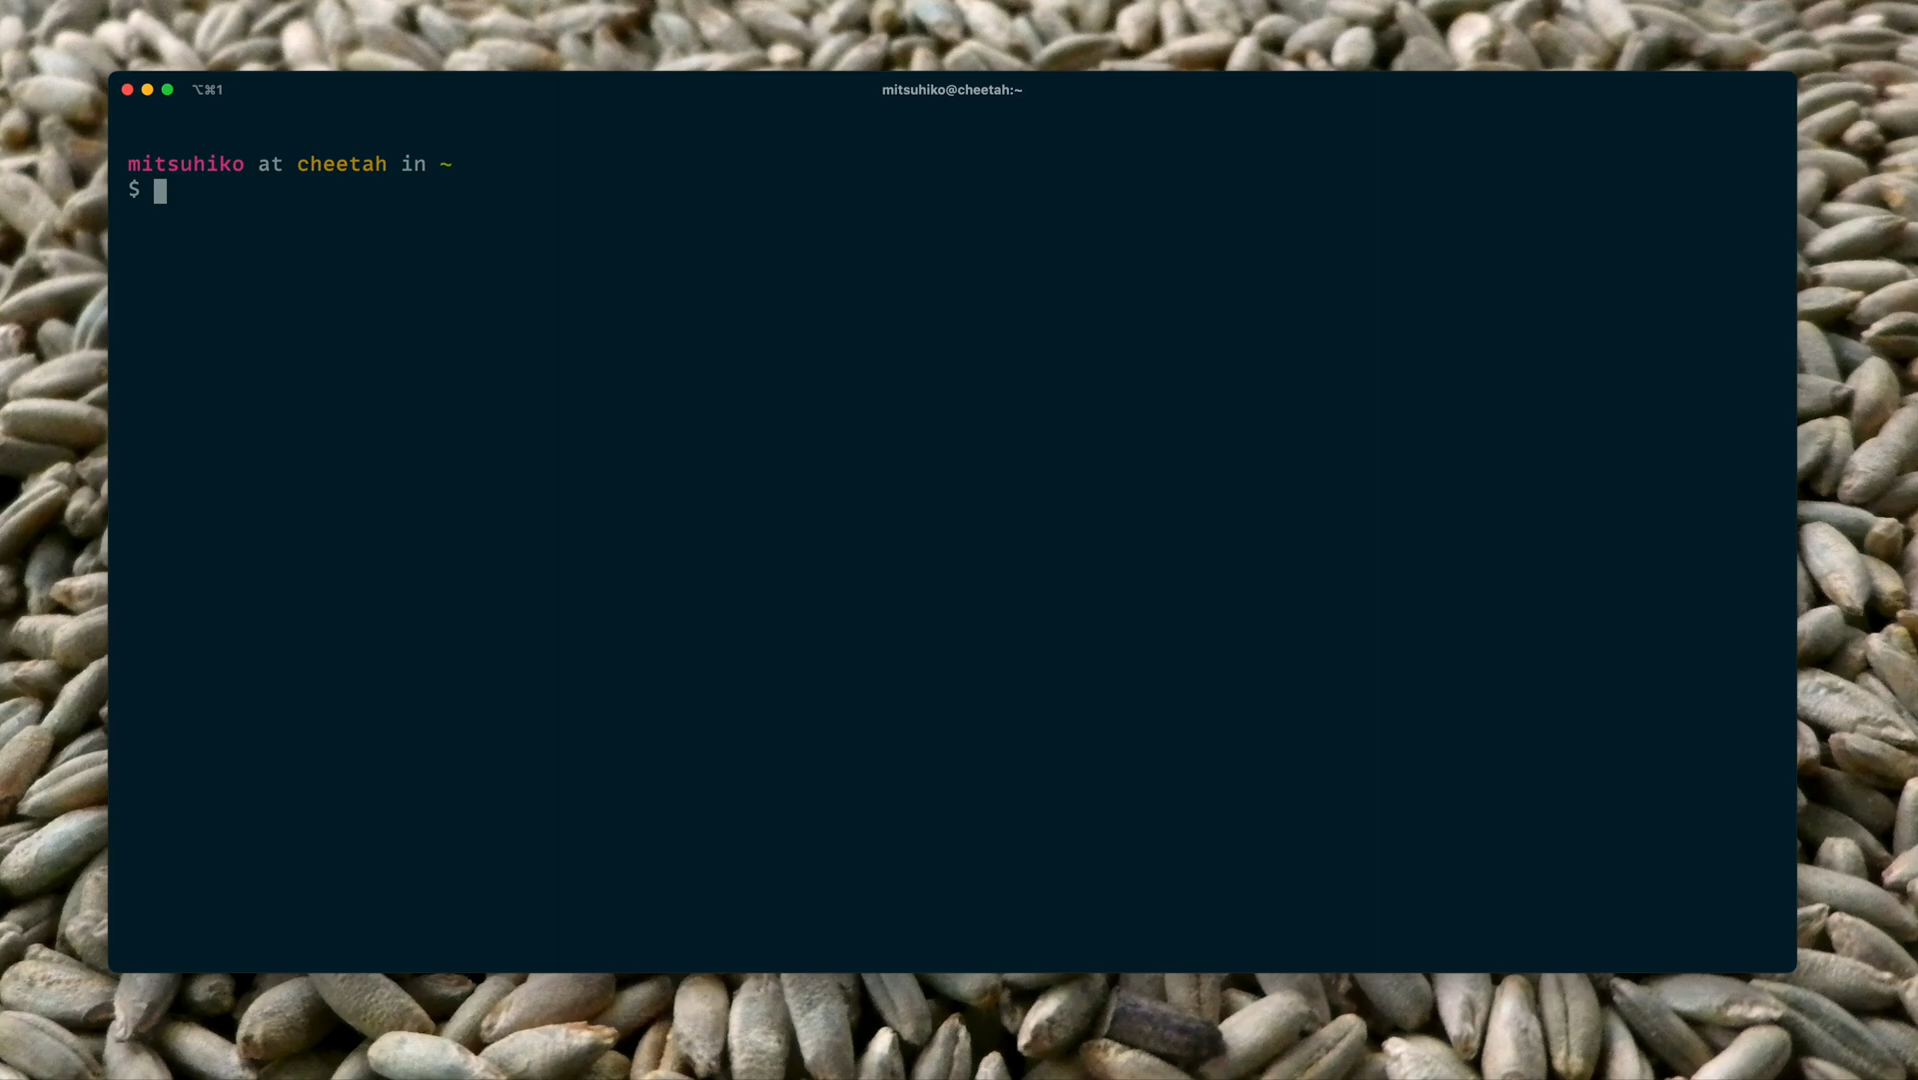 ⌥⌘1
mitsuhiko@cheetah:~
mitsuhiko at cheetah in ~
$